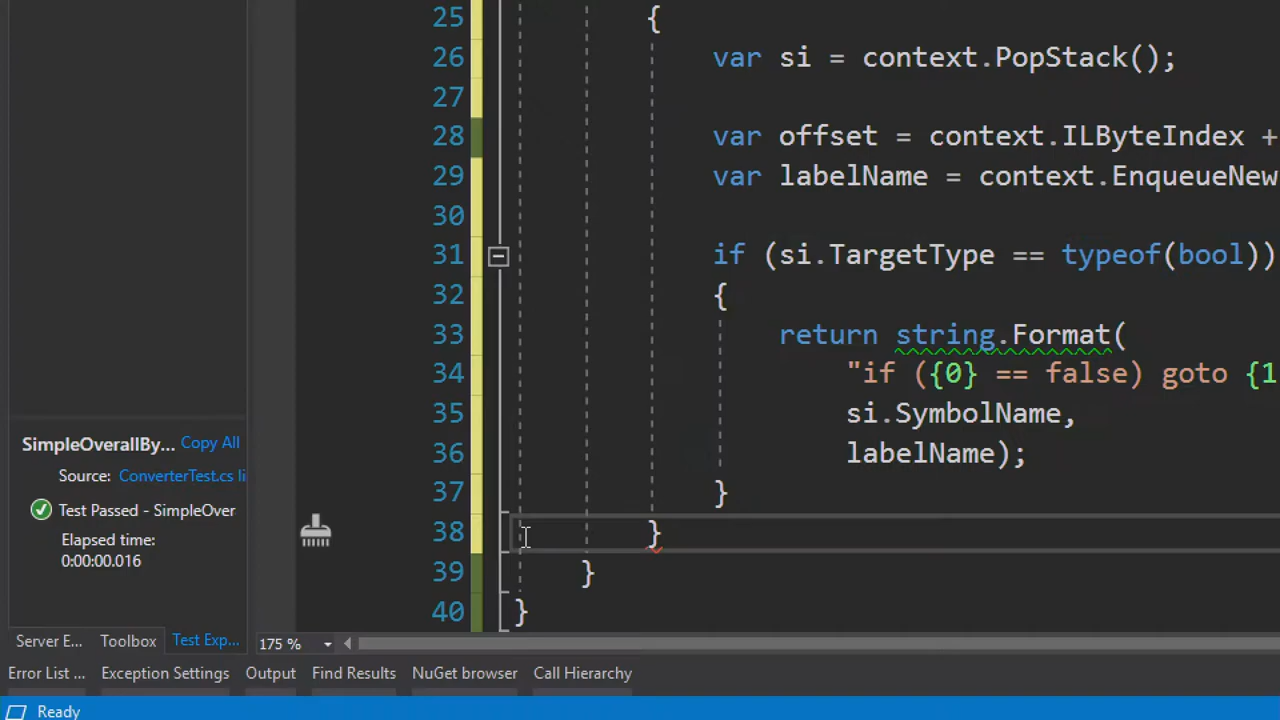 25 {
26 var si = context.PopStack();
27
28 var offset = context.ILByteIndex +
29 var labelName = context.EnqueueNew
30
31 if (si.TargetType == typeof(bool))
32 {
33 return string.Format(
34 "if ({0} == false) goto {1
35 si.SymbolName,
36 labelName);
37 }
38 }
39 }
40 }
SimpleOverallBy... Copy All
Source: ConverterTest.cs li
Test Passed - SimpleOver
Elapsed time:
0:00:00.016
Server E... Toolbox Test Exp... 175 %
Error List ... Exception Settings Output Find Results NuGet browser Call Hierarchy
Ready